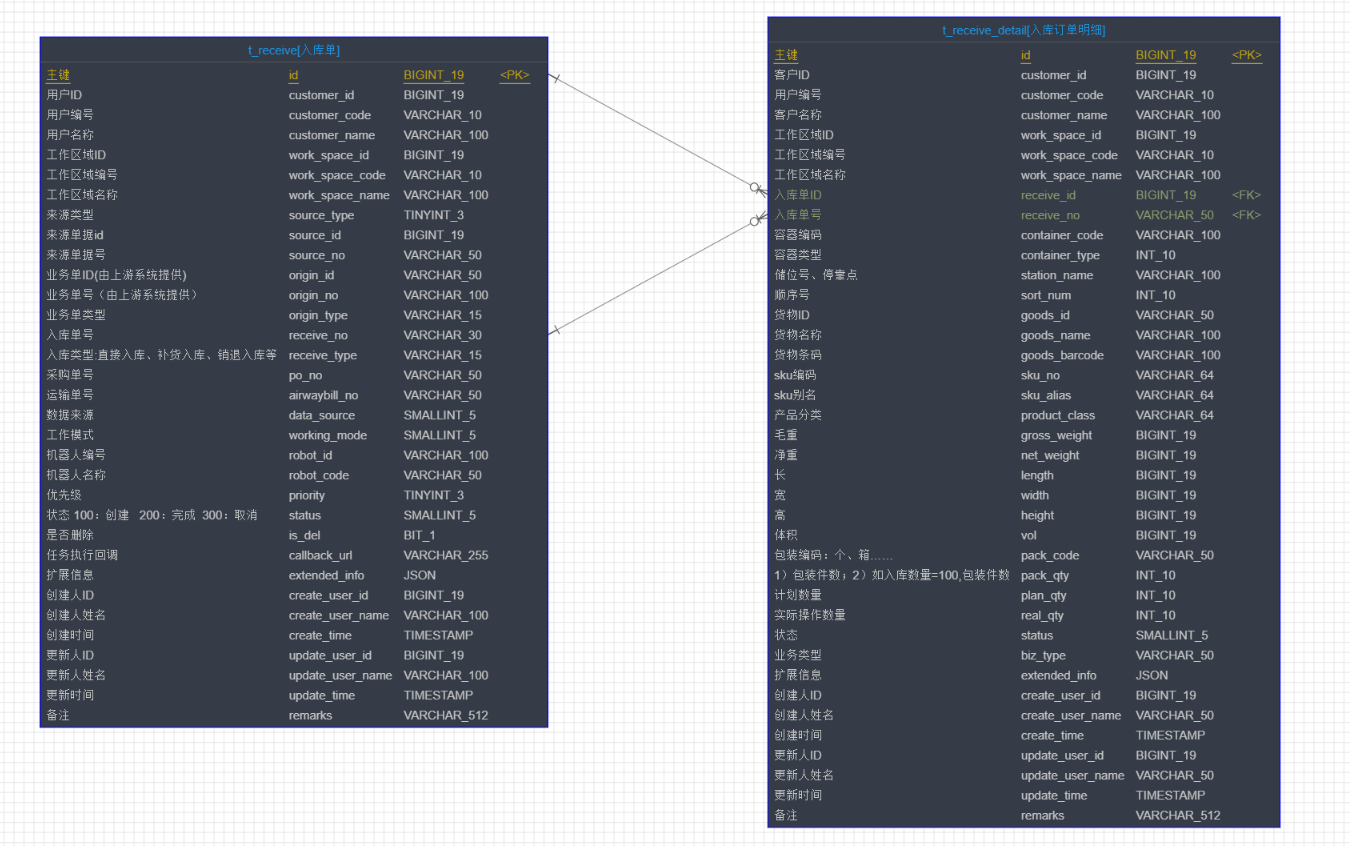 t_receive[入库单]
主键 id BIGINT_19 <PK>
用户ID customer_id BIGINT_19
用户编号 customer_code VARCHAR_10
用户名称 customer_name VARCHAR_100
工作区域ID work_space_id BIGINT_19
工作区域编号 work_space_code VARCHAR_10
工作区域名称 work_space_name VARCHAR_100
来源类型 source_type TINYINT_3
来源单据id source_id BIGINT_19
来源单据号 source_no VARCHAR_50
业务单ID(由上游系统提供) origin_id VARCHAR_50
业务单号（由上游系统提供） origin_no VARCHAR_100
业务单类型 origin_type VARCHAR_15
入库单号 receive_no VARCHAR_30
入库类型:直接入库、补货入库、销退入库等 receive_type VARCHAR_15
采购单号 po_no VARCHAR_50
运输单号 airwaybill_no VARCHAR_50
数据来源 data_source SMALLINT_5
工作模式 working_mode SMALLINT_5
机器人编号 robot_id VARCHAR_100
机器人名称 robot_code VARCHAR_50
优先级 priority TINYINT_3
状态 100：创建 200：完成 300：取消 status SMALLINT_5
是否删除 is_del BIT_1
任务执行回调 callback_url VARCHAR_255
扩展信息 extended_info JSON
创建人ID create_user_id BIGINT_19
创建人姓名 create_user_name VARCHAR_100
创建时间 create_time TIMESTAMP
更新人ID update_user_id BIGINT_19
更新人姓名 update_user_name VARCHAR_100
更新时间 update_time TIMESTAMP
备注 remarks VARCHAR_512
t_receive_detail[入库订单明细]
主键 id BIGINT_19 <PK>
客户ID customer_id BIGINT_19
用户编号 customer_code VARCHAR_10
客户名称 customer_name VARCHAR_100
工作区域ID work_space_id BIGINT_19
工作区域编号 work_space_code VARCHAR_10
工作区域名称 work_space_name VARCHAR_100
入库单ID receive_id BIGINT_19 <FK>
入库单号 receive_no VARCHAR_50 <FK>
容器编码 container_code VARCHAR_100
容器类型 container_type INT_10
储位号、停靠点 station_name VARCHAR_100
顺序号 sort_num INT_10
货物ID goods_id VARCHAR_50
货物名称 goods_name VARCHAR_100
货物条码 goods_barcode VARCHAR_100
sku编码 sku_no VARCHAR_64
sku别名 sku_alias VARCHAR_64
产品分类 product_class VARCHAR_64
毛重 gross_weight BIGINT_19
净重 net_weight BIGINT_19
长 length BIGINT_19
宽 width BIGINT_19
高 height BIGINT_19
体积 vol BIGINT_19
包装编码：个、箱…… pack_code VARCHAR_50
1）包装件数；2）如入库数量=100,包装件数 pack_qty INT_10
计划数量 plan_qty INT_10
实际操作数量 real_qty INT_10
状态 status SMALLINT_5
业务类型 biz_type VARCHAR_50
扩展信息 extended_info JSON
创建人ID create_user_id BIGINT_19
创建人姓名 create_user_name VARCHAR_50
创建时间 create_time TIMESTAMP
更新人ID update_user_id BIGINT_19
更新人姓名 update_user_name VARCHAR_50
更新时间 update_time TIMESTAMP
备注 remarks VARCHAR_512